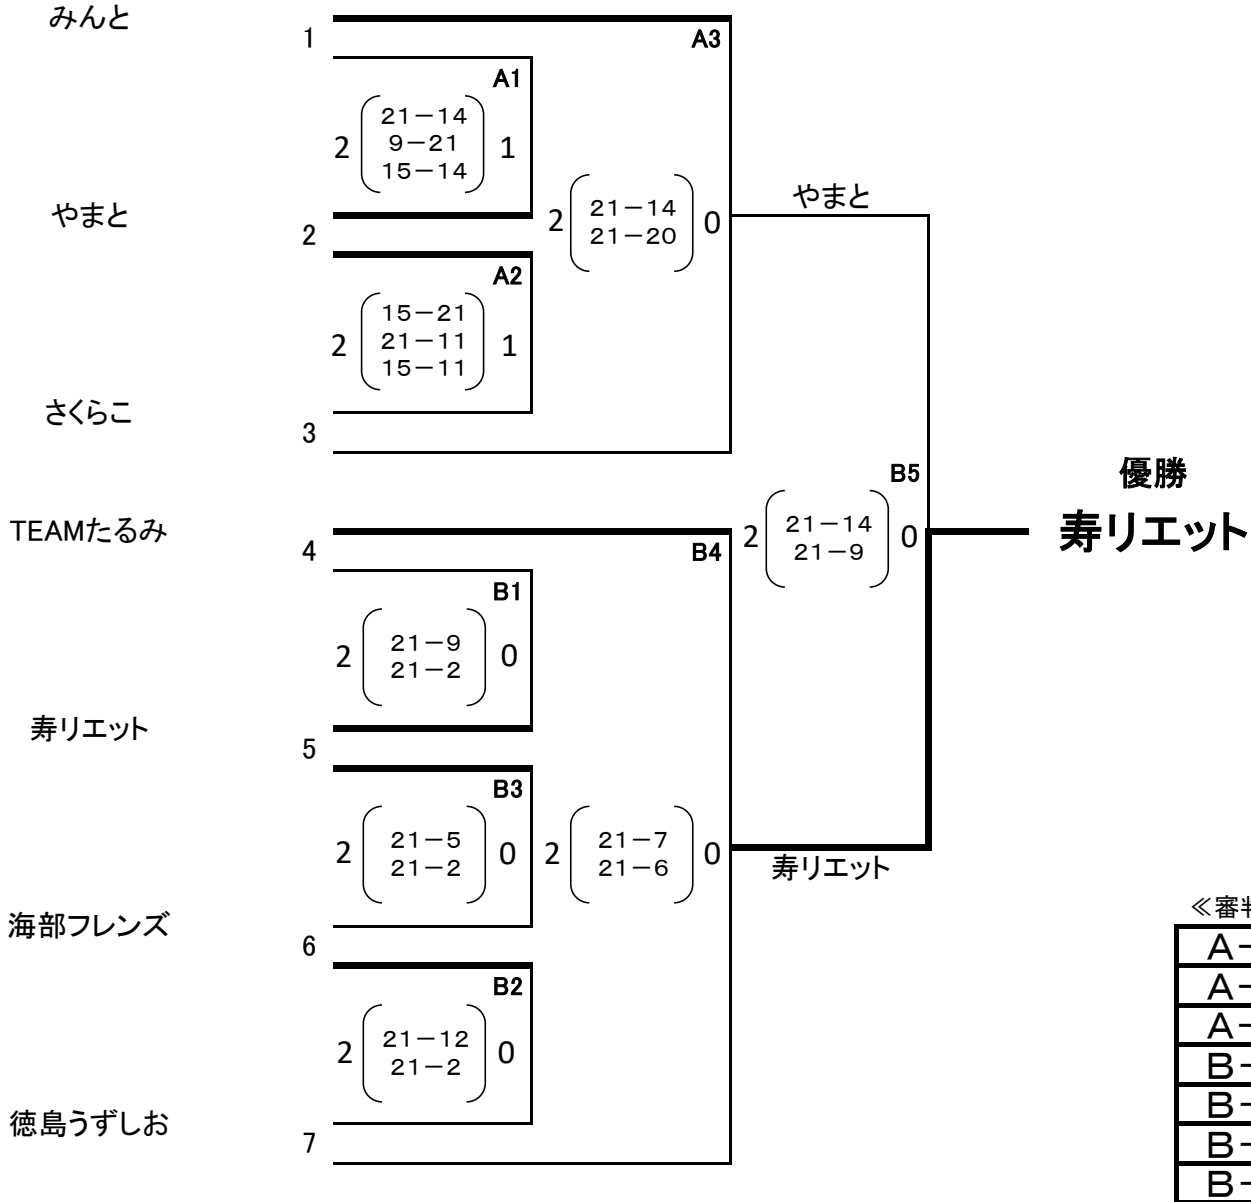 みんと
1
A3
A1
2 21－14 1
9－21
15－14
やまと
2
2 21－14 0
21－20
やまと
A2
2 15－21 1
21－11
15－11
さくらこ
3
B5
優勝
寿リエット
TEAMたるみ
4
B4
2 21－14 0
21－9
B1
2 21－9 0
21－2
寿リエット
5
B3
2 21－5 0
21－2
2 21－7 0
21－6
寿リエット
海部フレンズ
6
≪審
B2
2 21－12 0
21－2
徳島うずしお
7
A－
A－
A－
B－
B－
B－
B－